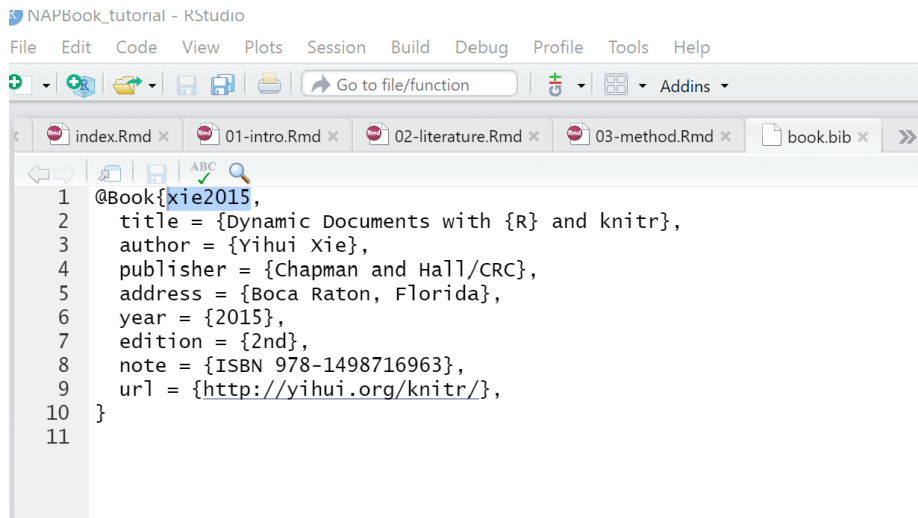 NAPBook_tutorial - RStudio
File Edit Code View Plots Session Build Debug Profile Tools Help
Go to file/function Addins
index.Rmd 01-intro.Rmd 02-literature.Rmd 03-method.Rmd book.bib
ABC
1 @Book{xie2015,
2 title = {Dynamic Documents with {R} and knitr},
3 author = {Yihui Xie},
4 publisher = {Chapman and Hall/CRC},
5 address = {Boca Raton, Florida},
6 year = {2015},
7 edition = {2nd},
8 note = {ISBN 978-1498716963},
9 url = {http://yihui.org/knitr/},
10 }
11